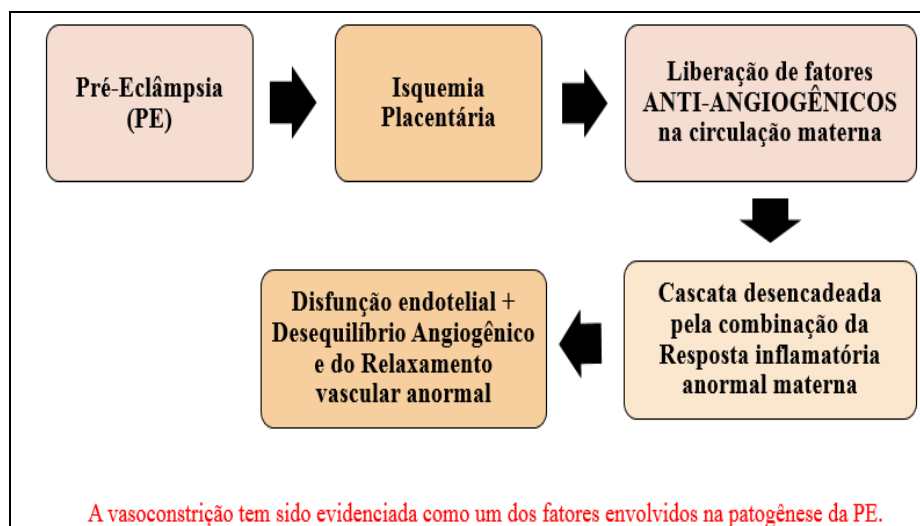 Pré-Eclâmpsia
(PE)
Isquemia
Placentária
Liberação de fatores
ANTI-ANGIOGÊNICOS
na circulação materna
Cascata desencadeada
pela combinação da
Resposta inflamatória
anormal materna
Disfunção endotelial +
Desequilíbrio Angiogênico
e do Relaxamento
vascular anormal
A vasoconstrição tem sido evidenciada como um dos fatores envolvidos na patogênese da PE.